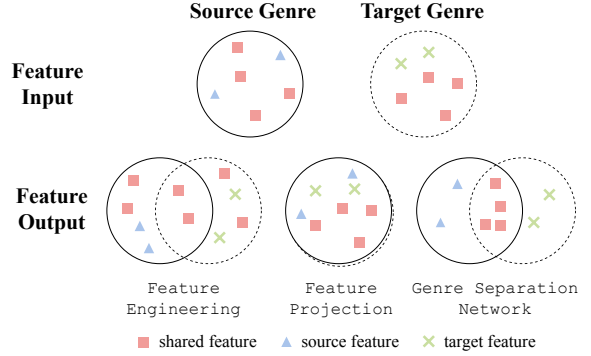 Source Genre
Target Genre
Feature
Input
Feature
Output
Feature
Engineering
Feature
Projection
Genre Separation
Network
shared feature
source feature
target feature